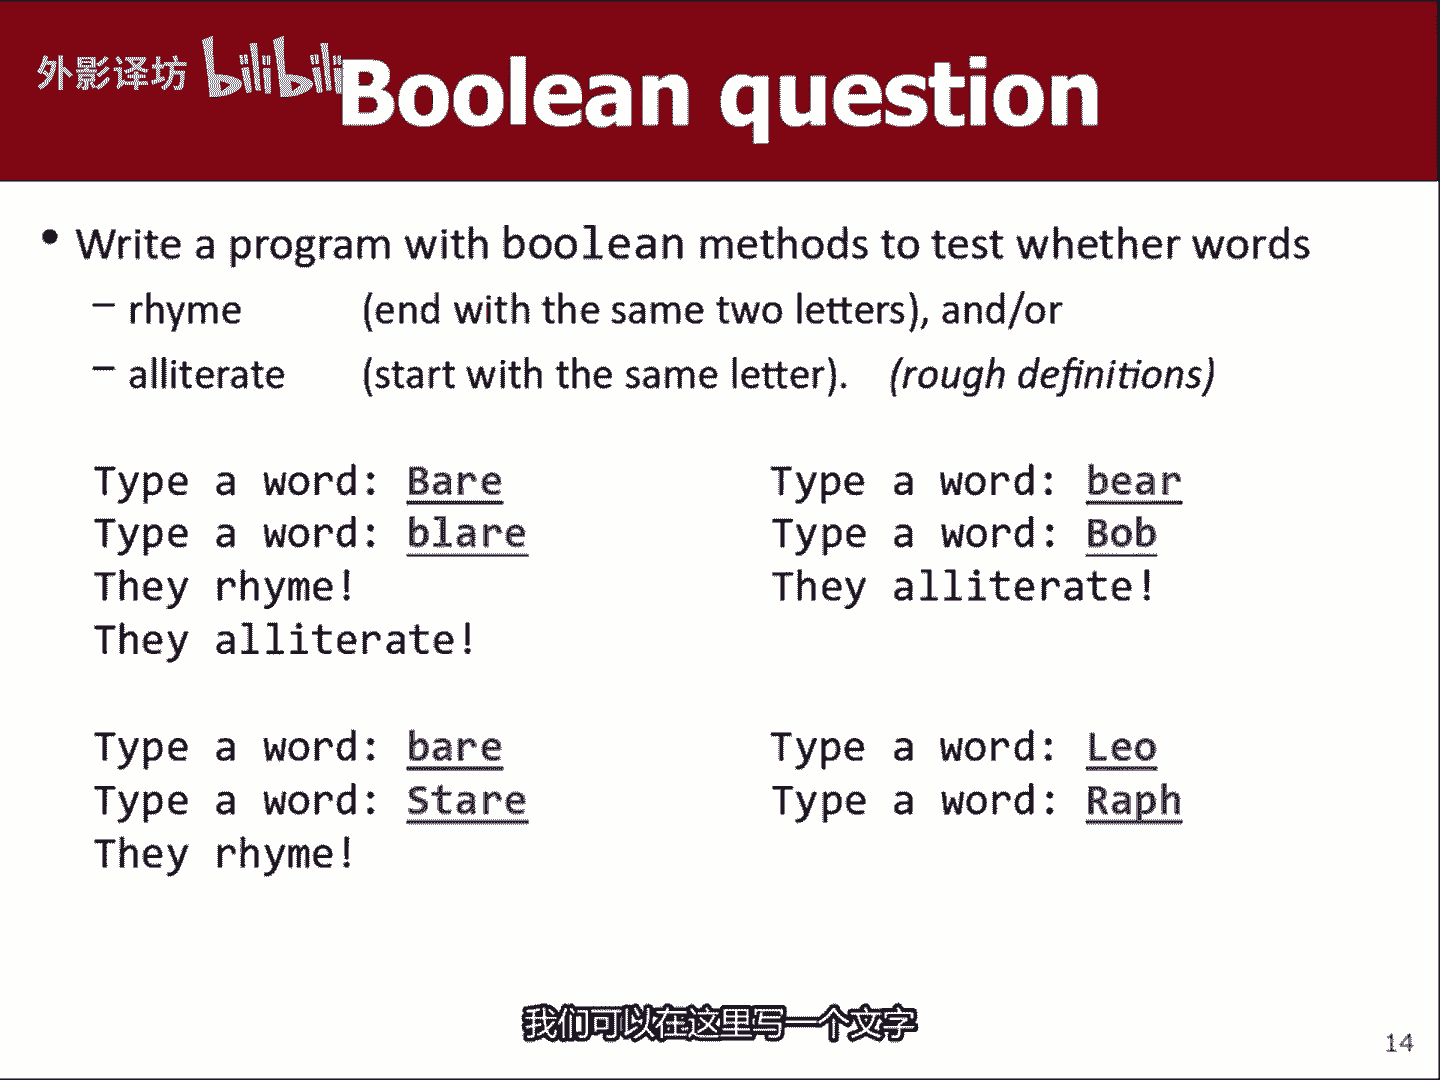 外影译坊 bilibili
Boolean question
• Write a program with boolean methods to test whether words
– rhyme (end with the same two letters), and/or
– alliterate (start with the same letter). (rough definitions)
Type a word: Bare
Type a word: blare
They rhyme!
They alliterate!
Type a word: bear
Type a word: Bob
They alliterate!
Type a word: bare
Type a word: Stare
They rhyme!
Type a word: Leo
Type a word: Raph
我们可以在这里写一个文字
14